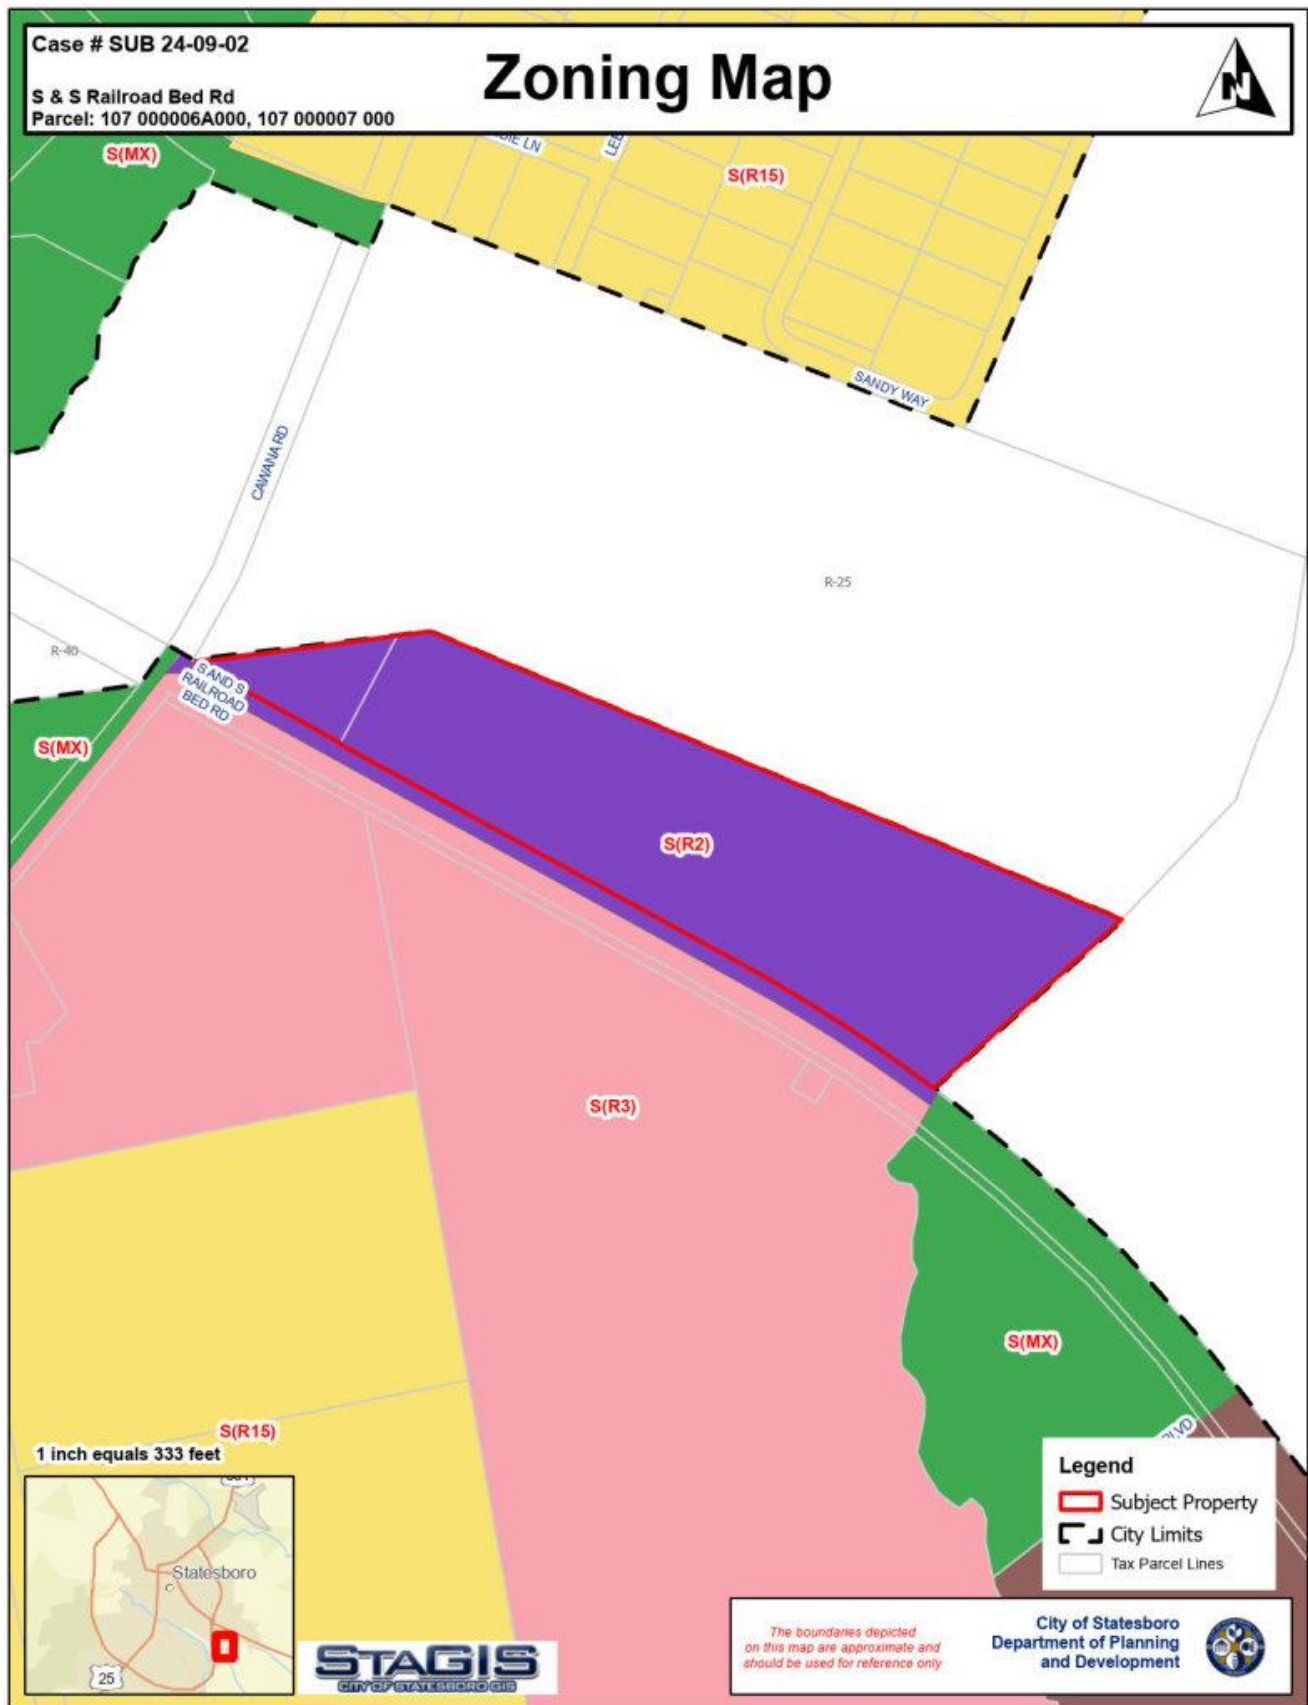 Case # SUB 24-09-02
Zoning Map
N
S & S Railroad Bed Rd
Parcel: 107 000006A000, 107 000007 000
S(MX)
LEE
S(R15)
SANDY WAY
CAWANA RD
R-25
R-40
S AND S
RAILROAD
BED RD
S(MX)
S(R2)
S(R3)
S(MX)
S(R15)
BLVD
1 inch equals 333 feet
Statesboro
25
Legend
Subject Property
City Limits
Tax Parcel Lines
STAGIS
CITY OF STATESBORO GIS
The boundaries depicted
on this map are approximate and
should be used for reference only
City of Statesboro
Department of Planning
and Development